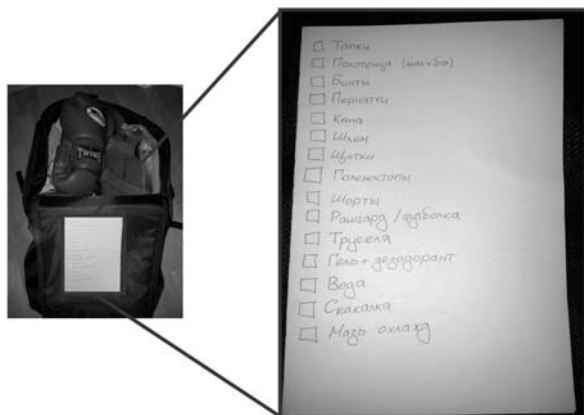 TWINS
Тапки
Полотенца (мал+бол)
Бинты
Перчатки
Капа
Шлем
Щитки
Голеностопы
Шорты
Рашгард / футболка
Труселя
Гель + дезодорант
Вода
Скакалка
Мазь охлажд